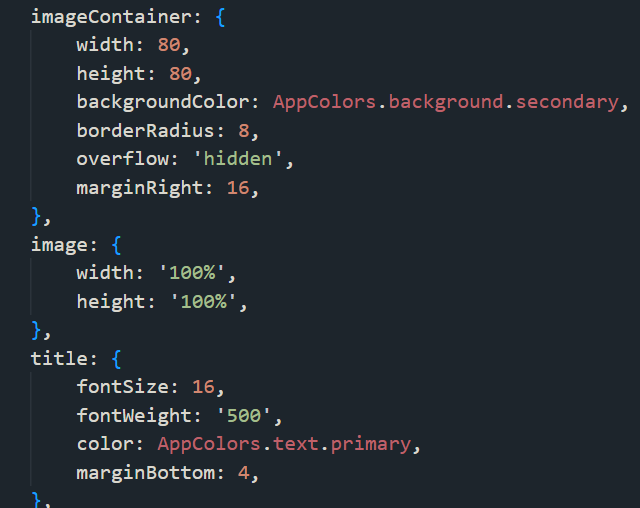 imageContainer: {
width: 80,
height: 80,
backgroundColor: AppColors.background.secondary,
borderRadius: 8,
overflow: 'hidden',
marginRight: 16,
},
image: {
width: '100%',
height: '100%',
},
title: {
fontSize: 16,
fontWeight: '500',
color: AppColors.text.primary,
marginBottom: 4,
},